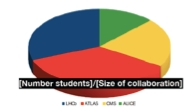 [Number students]/[Size of collaboration]
LHCb ATLAS CMS ALICE